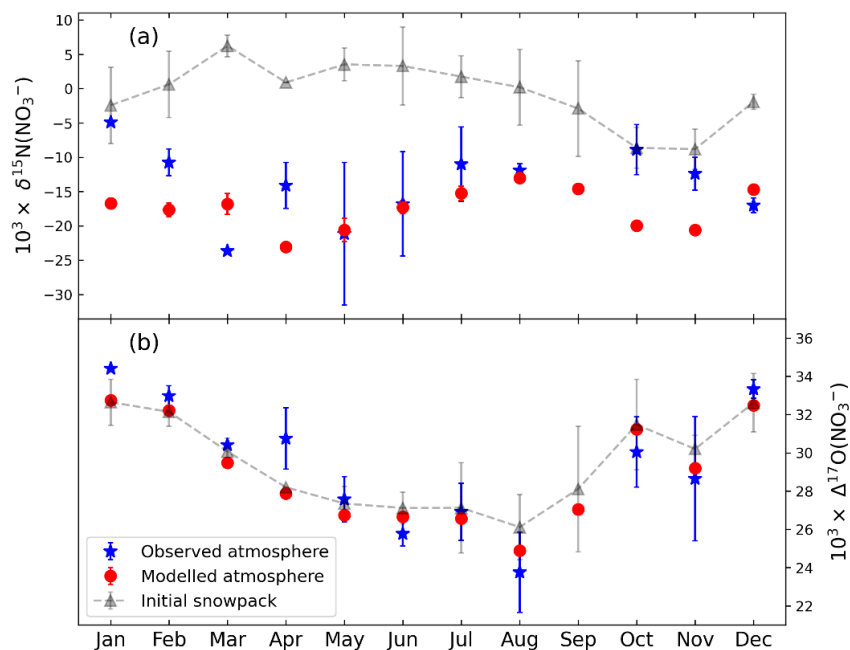 (a)
10
5
0
−5
−10
−15
−20
−25
−30
10³ × δ¹⁵N(NO₃⁻)
(b)
36
34
32
30
28
26
24
22
10³ × Δ¹⁷O(NO₃⁻)
Observed atmosphere
Modelled atmosphere
Initial snowpack
Jan Feb Mar Apr May Jun Jul Aug Sep Oct Nov Dec